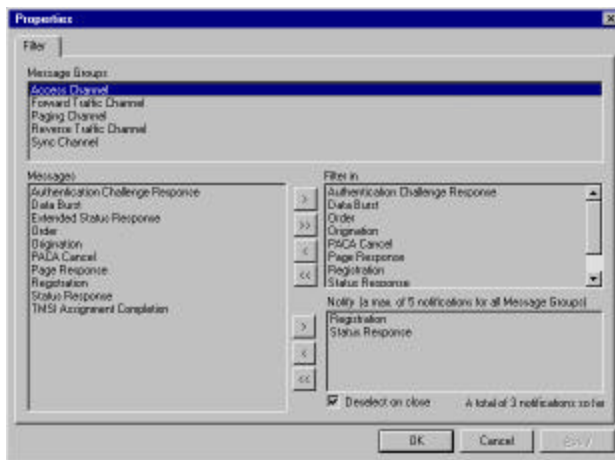 Properties
Filter
Message Groups
Access Channel
Forward Traffic Channel
Paging Channel
Reverse Traffic Channel
Sync Channel
Messages
Authentication Challenge Response
Data Burst
Extended Status Response
Order
Origination
PACA Cancel
Page Response
Registration
Status Response
TMSI Assignment Completion
>
>>
<
<<
Filter in
Authentication Challenge Response
Data Burst
Order
Origination
PACA Cancel
Page Response
Registration
Status Response
Notify (a max. of 5 notifications for all Message Groups)
>
<
<<
Registration
Status Response
Deselect on close
A total of 3 notifications so far
OK
Cancel
Apply